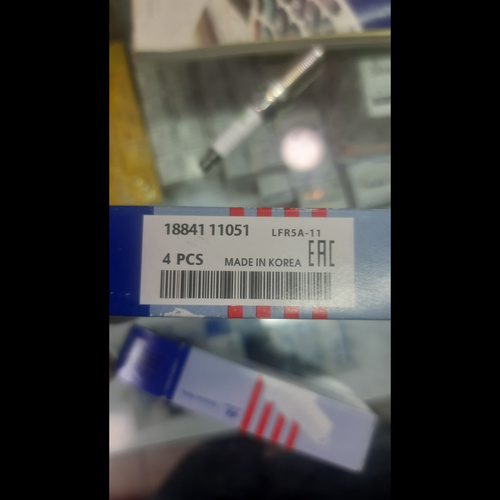 18841 11051 LFR5A-11
4 PCS MADE IN KOREA EAC